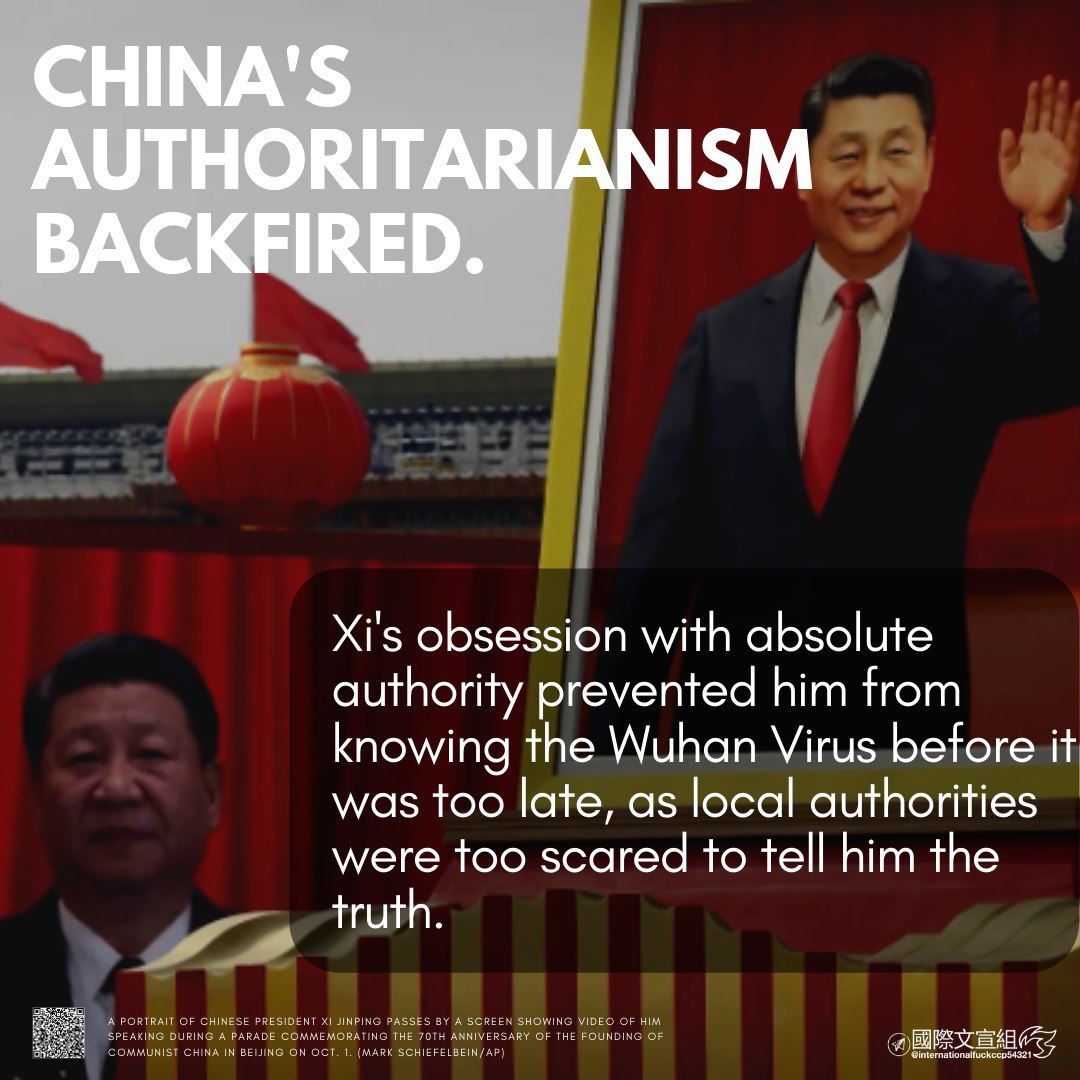 CHINA'S
AUTHORITARIANISM
BACKFIRED.
Xi's obsession with absolute
authority prevented him from
knowing the Wuhan Virus before it
was too late, as local authorities
were too scared to tell him the
truth.
A PORTRAIT OF CHINESE PRESIDENT XI JINPING PASSES BY A SCREEN SHOWING VIDEO OF HIM
SPEAKING DURING A PARADE COMMEMORATING THE 70TH ANNIVERSARY OF THE FOUNDING OF
COMMUNIST CHINA IN BEIJING ON OCT. 1. (MARK SCHIEFELBEIN/AP)
國際文宣組
@internationalfuckccp54321